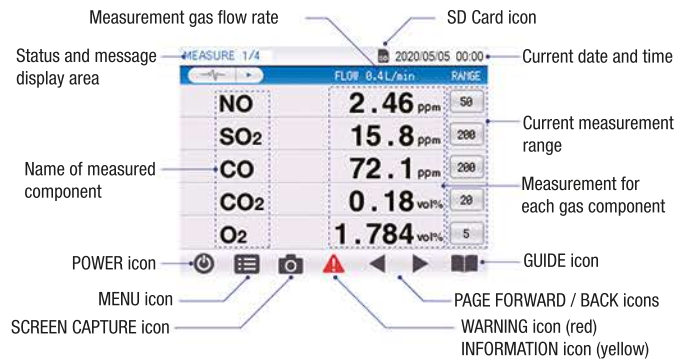 Measurement gas flow rate
SD Card icon
Status and message
display area
MEASURE 1/4
SD
2020/05/05 00:00
Current date and time
FLOW 0.4L/min
RANGE
NO
2.46 ppm
50
SO2
15.8 ppm
200
Current measurement
range
CO
72.1 ppm
200
Name of measured
component
CO2
0.18 vol%
20
Measurement for
each gas component
O2
1.784 vol%
5
POWER icon
GUIDE icon
MENU icon
PAGE FORWARD / BACK icons
SCREEN CAPTURE icon
WARNING icon (red)
INFORMATION icon (yellow)